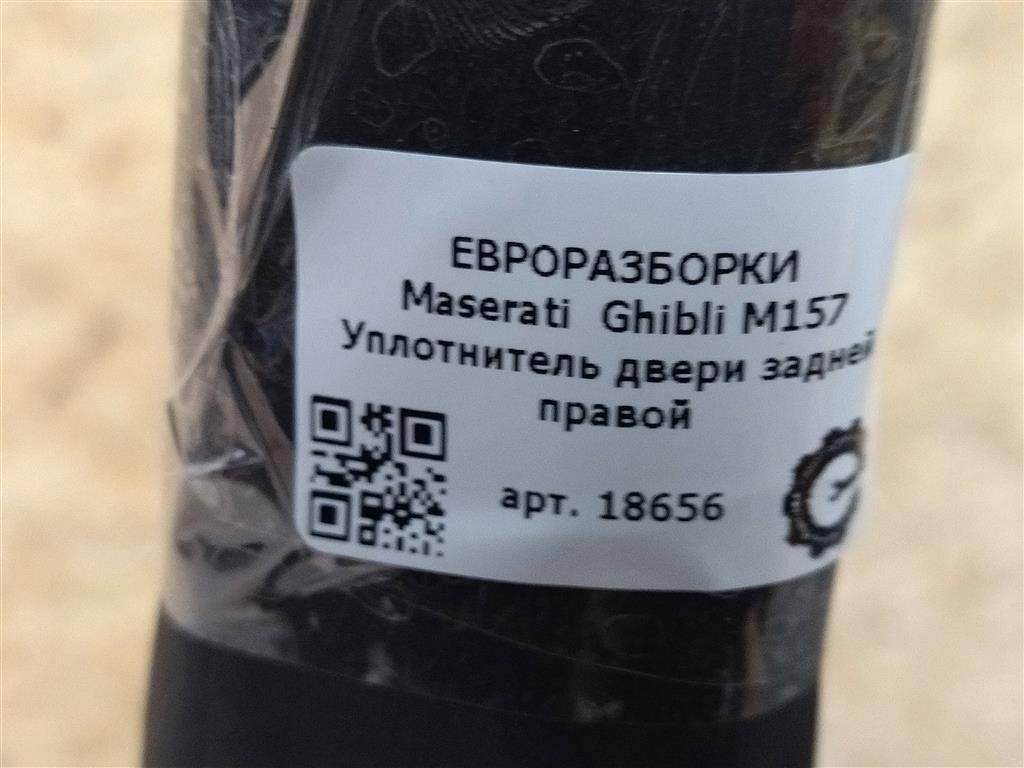 ЕВРОРАЗБОРКИ
Maserati Ghibli M157
Уплотнитель двери задней
правой
арт. 18656